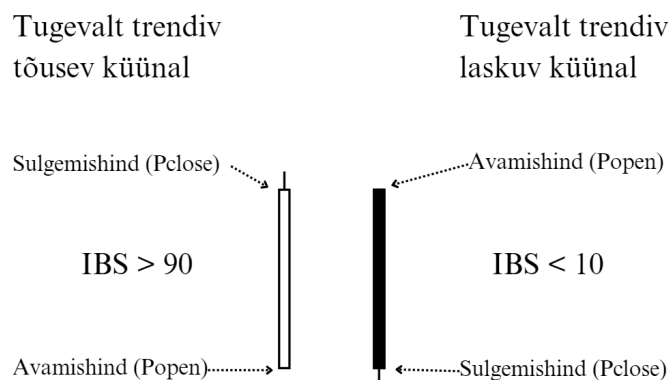 Tugevalt trendiv
tõusev küünal
Tugevalt trendiv
laskuv küünal
Sulgemishind (Pclose)
Avamishind (Popen)
IBS > 90
IBS < 10
Avamishind (Popen)
Sulgemishind (Pclose)